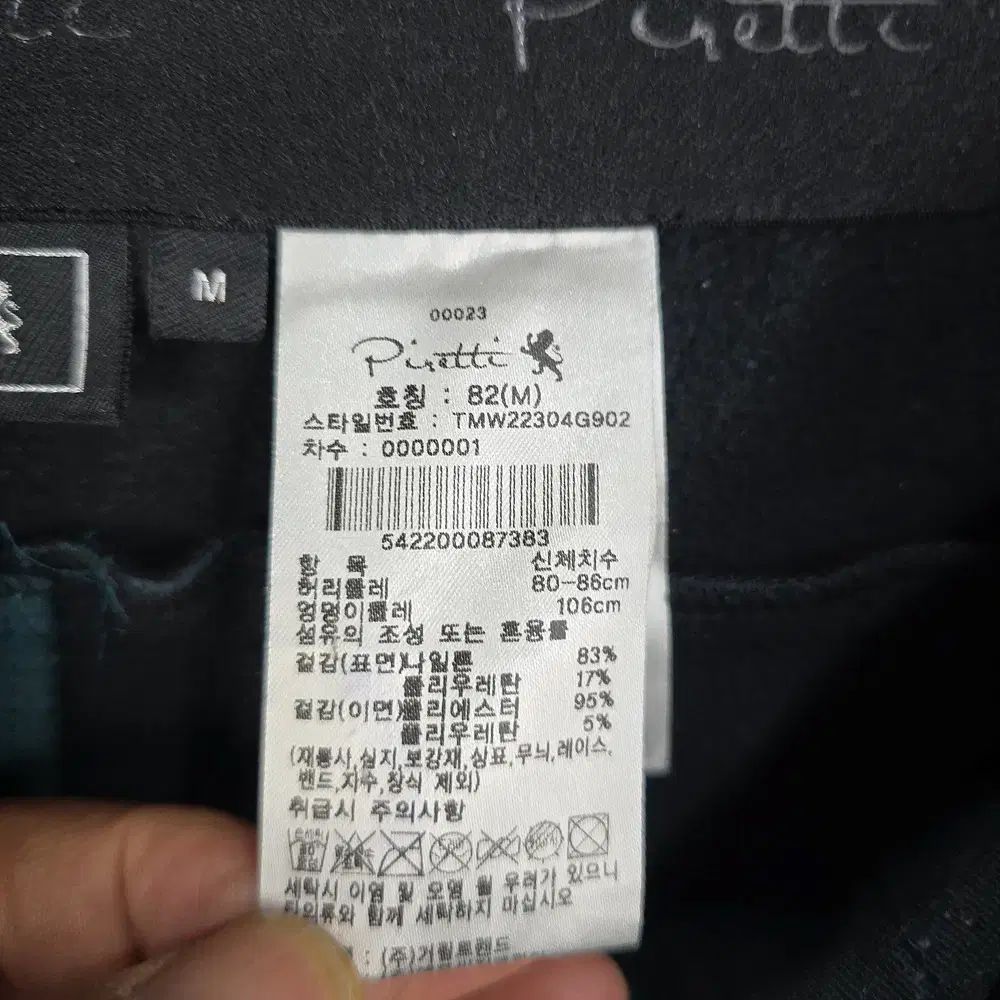 Piretti
M
00023
Piretti
호칭 : 82(M)
스타일번호 : TMW22304G902
차수 : 0000001
542200087383
항 목 신체치수
허리둘레 80-86cm
엉덩이둘레 106cm
섬유의 조성 또는 혼용률
겉감(표면)나일론 83%
폴리우레탄 17%
겉감(이면)폴리에스터 95%
폴리우레탄 5%
(재봉사,심지,보강재,상표,무늬,레이스,
밴드,자수,장식 제외)
취급시 주의사항
세탁시 이염 및 오염 될 우려가 있으니
타의류와 함께 세탁하지 마십시오
: (주)